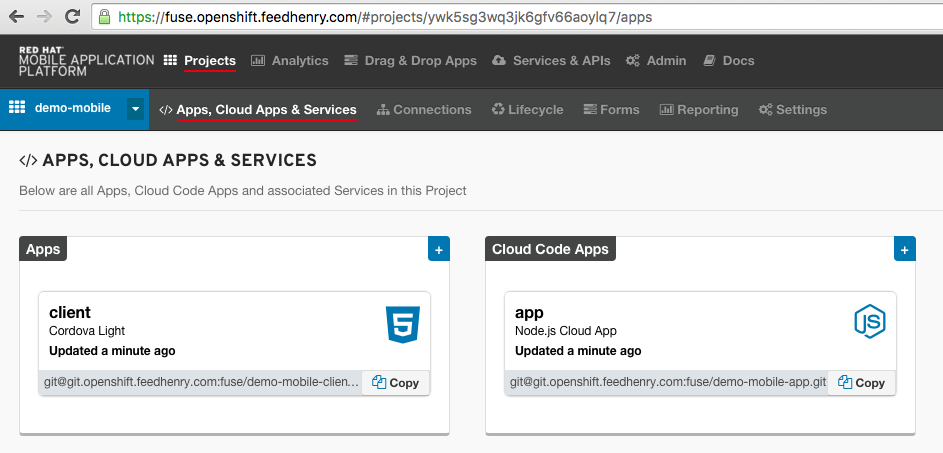 https://fuse.openshift.feedhenry.com/#projects/ywk5sg3wq3jk6gfv66aoylq7/apps
RED HAT
MOBILE APPLICATION
PLATFORM
Projects Analytics Drag & Drop Apps Services & APIs Admin Docs
demo-mobile </> Apps, Cloud Apps & Services Connections Lifecycle Forms Reporting Settings
</> APPS, CLOUD APPS & SERVICES
Below are all Apps, Cloud Code Apps and associated Services in this Project
Apps + Cloud Code Apps +
client app
Cordova Light Node.js Cloud App
Updated a minute ago Updated a minute ago
git@git.openshift.feedhenry.com:fuse/demo-mobile-clien... Copy git@git.openshift.feedhenry.com:fuse/demo-mobile-app.git Copy
5 JS